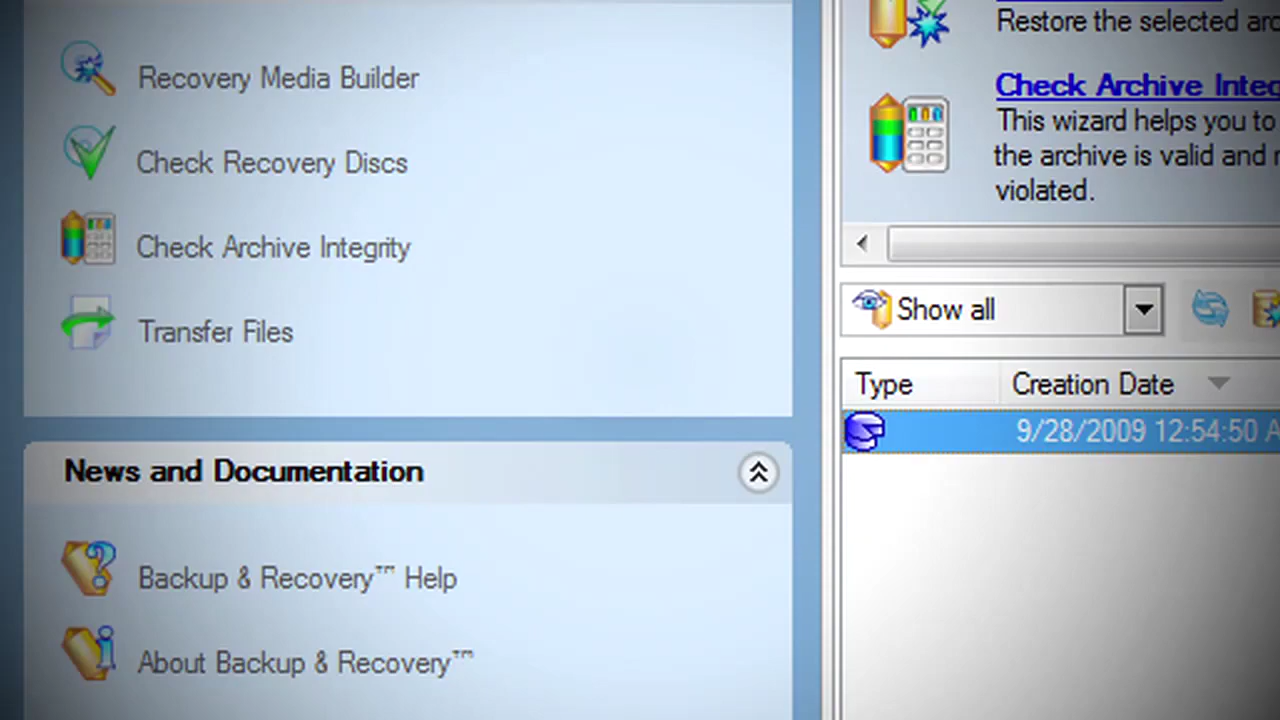 Recovery Media Builder
Check Recovery Discs
Check Archive Integrity
Transfer Files
News and Documentation
Backup & Recovery™ Help
About Backup & Recovery™
Restore the selected
Check Archive
This wizard helps you to
the archive is valid and
violated.
Show all
Type Creation Date
9/28/2009 12:54:50